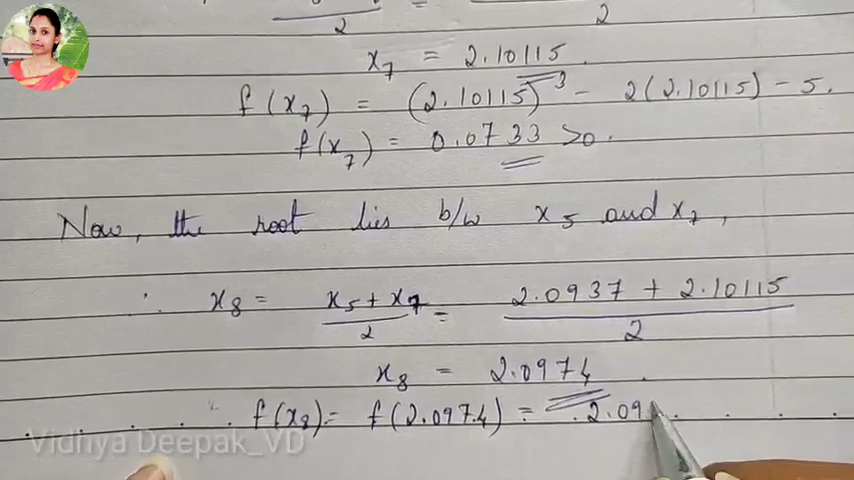 2 = 2
x₇ = 2.10115
f(x₇) = (2.10115)³ - 2(2.10115) - 5.
f(x₇) = 0.0733 >0.
Now, the root lies b/w x₅ and x₇,
∴ x₈ = x₅ + x₇ / 2 = 2.0937 + 2.10115 / 2
x₈ = 2.0974
f(x₈) = f(2.0974) = 2.09
Vidhya Deepak_VD